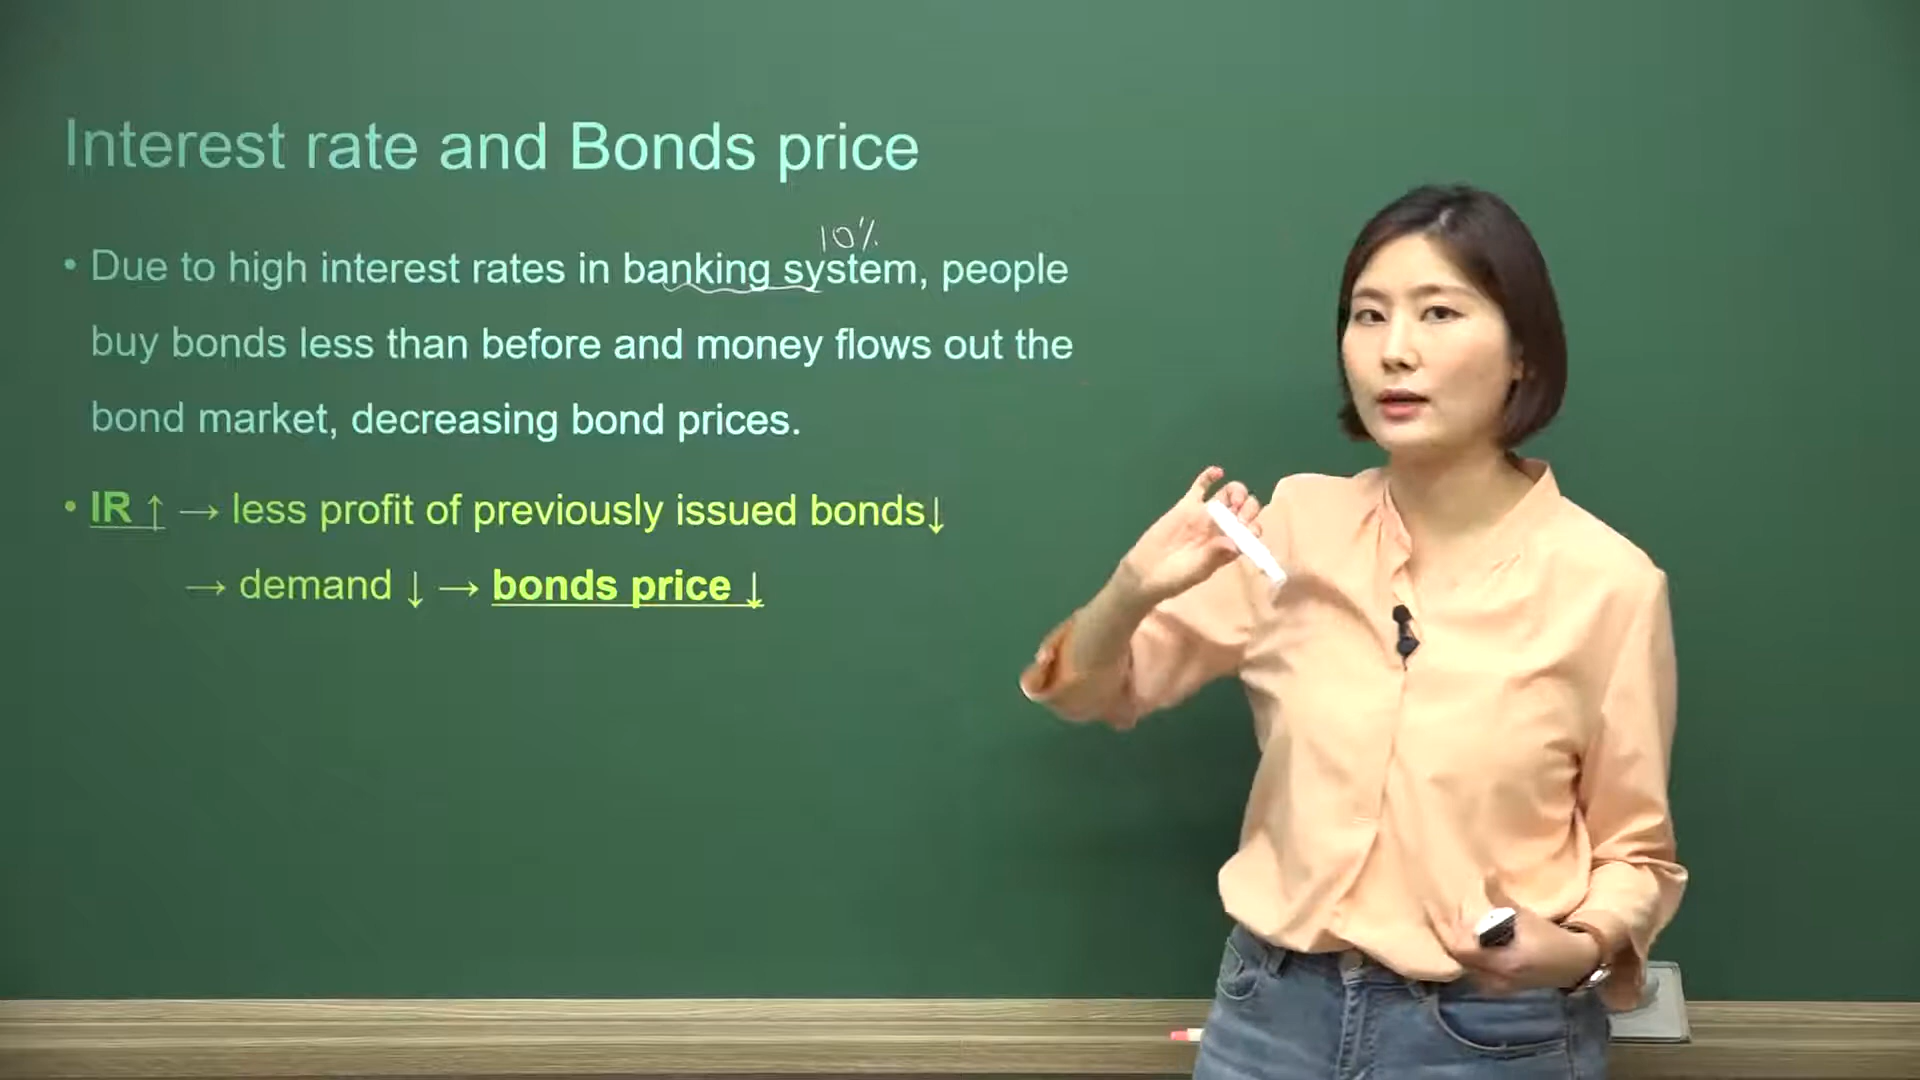 Interest rate and Bonds price
10%
• Due to high interest rates in banking system, people
buy bonds less than before and money flows out the
bond market, decreasing bond prices.
• IR ↑ → less profit of previously issued bonds↓
→ demand ↓ → bonds price ↓